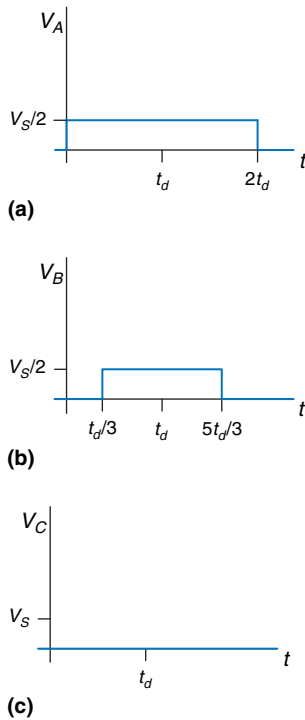 V_A
V_S/2
t_d 2t_d t
(a)
V_B
V_S/2
t_d/3 t_d 5t_d/3 t
(b)
V_C
V_S
t_d t
(c)